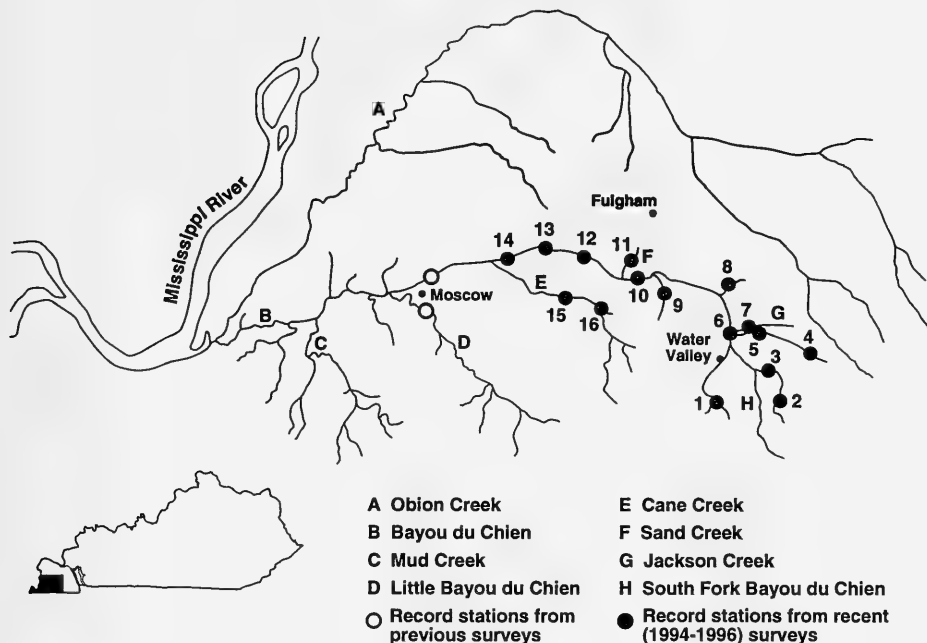 A
Mississippi River
Fulgham
13
14
12
11
F
E
10
8
Moscow
9
15
16
7
G
B
6
Water
Valley
5
4
C
D
3
1
H
2
A Obion Creek
B Bayou du Chien
C Mud Creek
D Little Bayou du Chien
Record stations from
previous surveys
E Cane Creek
F Sand Creek
G Jackson Creek
H South Fork Bayou du Chien
Record stations from recent
(1994-1996) surveys